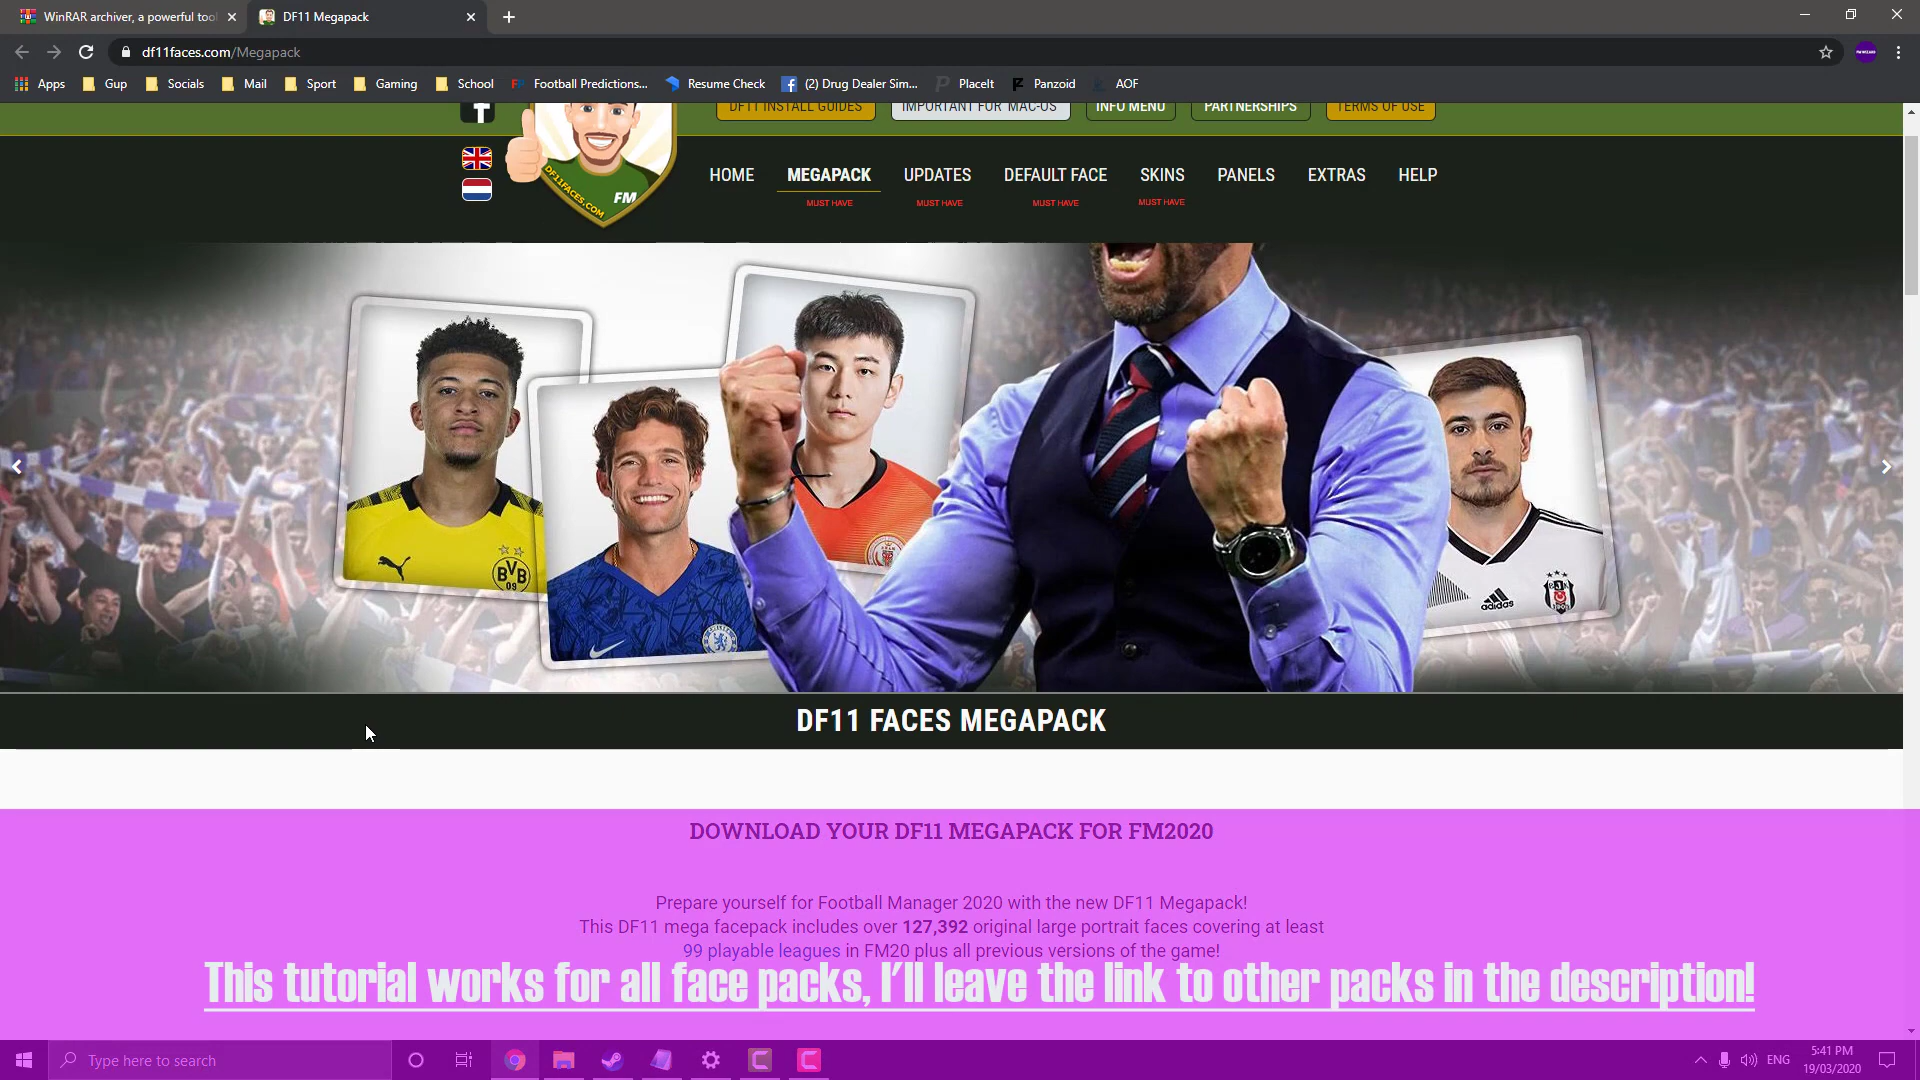 WinRAR archiver, a powerful tool
DF11 Megapack
df11faces.com/Megapack
Apps
Gup
Socials
Mail
Sport
Gaming
School
Football Predictions...
Resume Check
(2) Drug Dealer Sim...
PlaceIt
Panzoid
AOF
DF11 INSTALL GUIDES
IMPORTANT FOR MAC-OS
INFO MENU
PARTNERSHIPS
TERMS OF USE
DF11FACES.COM
FM
HOME
MEGAPACK
UPDATES
DEFAULT FACE
SKINS
PANELS
EXTRAS
HELP
MUST HAVE
MUST HAVE
MUST HAVE
MUST HAVE
BVB
09
adidas
DF11 FACES MEGAPACK
DOWNLOAD YOUR DF11 MEGAPACK FOR FM2020
Prepare yourself for Football Manager 2020 with the new DF11 Megapack!
This DF11 mega facepack includes over 127,392 original large portrait faces covering at least
99 playable leagues in FM20 plus all previous versions of the game!
This tutorial works for all face packs, I'll leave the link to other packs in the description!
Type here to search
ENG
5:41 PM
19/03/2020